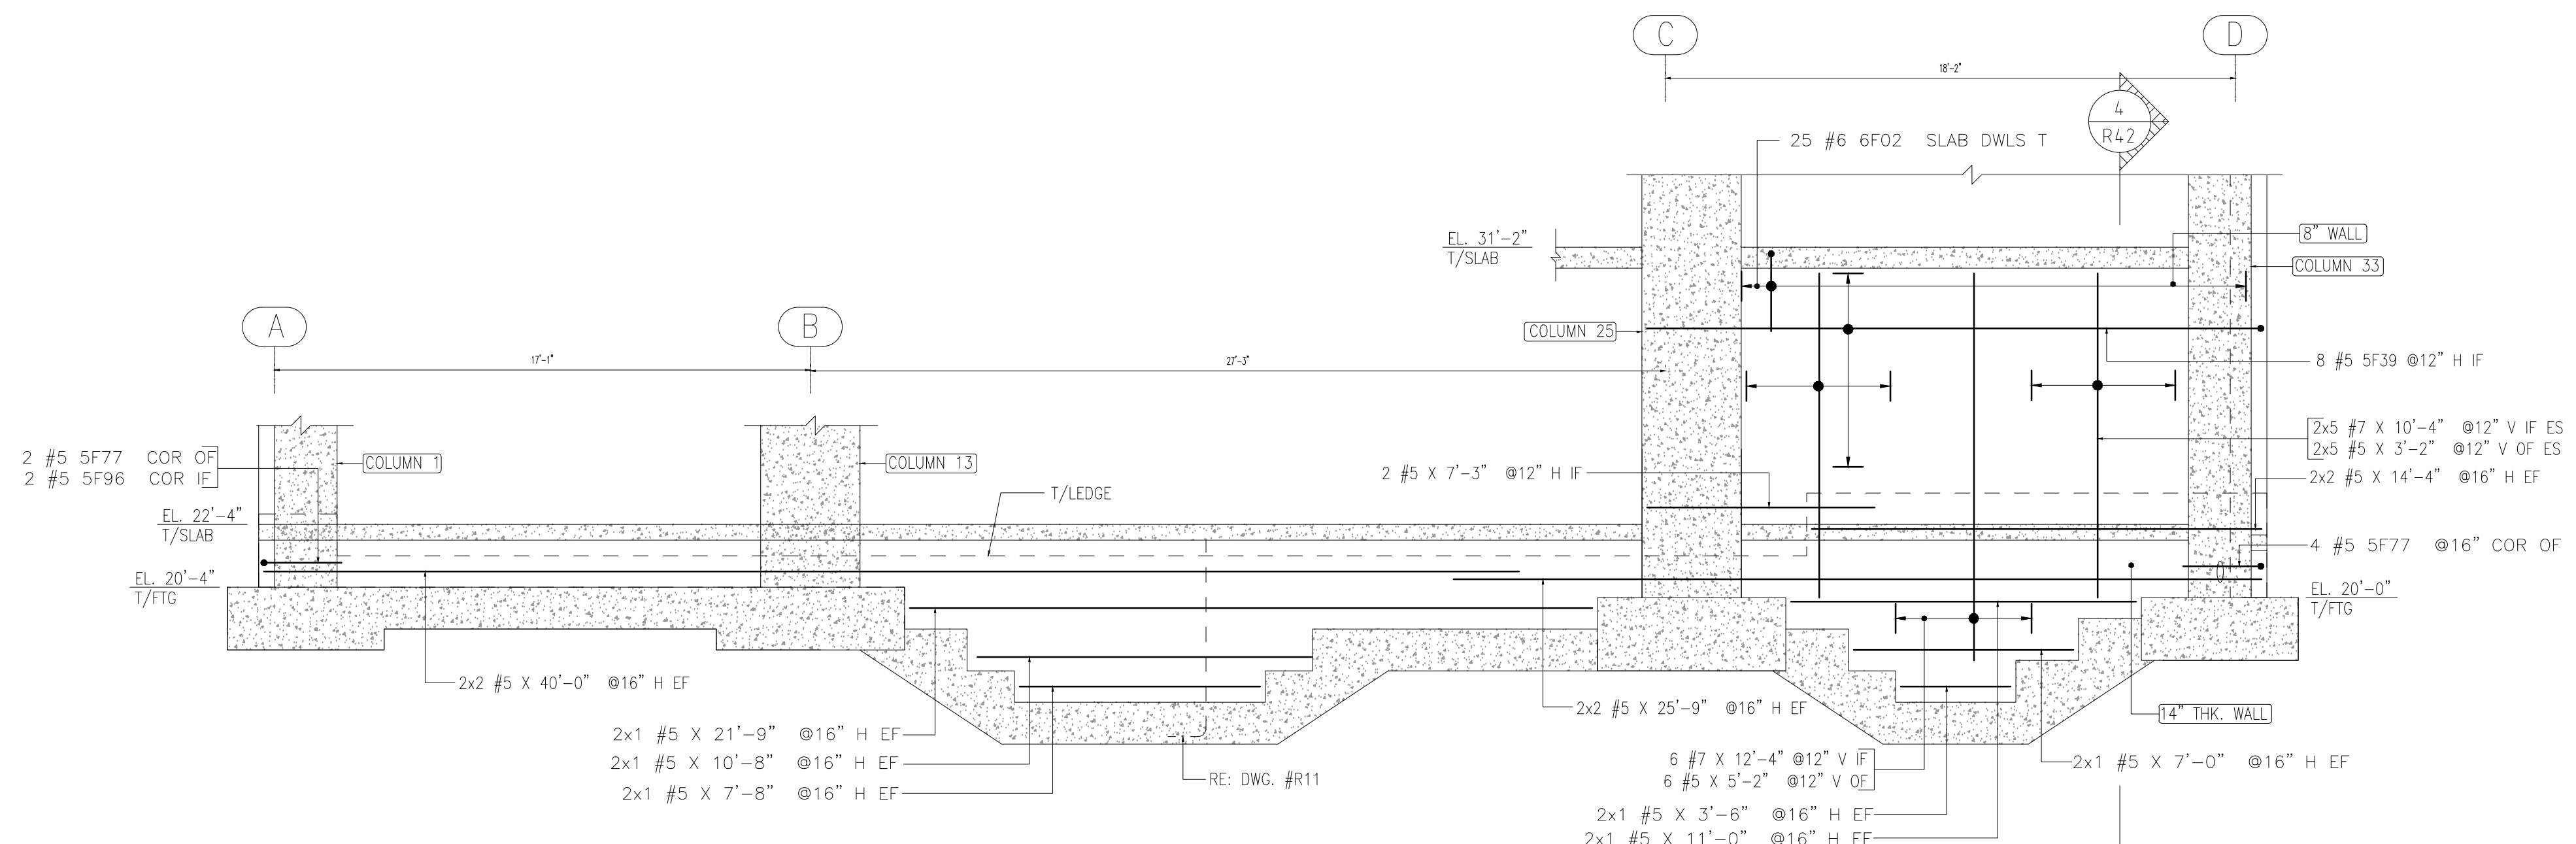 C
D
18'-2"
4
R42
25 #6 6F02 SLAB DWLS T
EL. 31'-2"
T/SLAB
8" WALL
COLUMN 33
A
B
COLUMN 25
17'-1"
27'-3"
8 #5 5F39 @12" H IF
2 #5 5F77 COR OF
2 #5 5F96 COR IF
COLUMN 1
COLUMN 13
2x5 #7 X 10'-4" @12" V IF ES
2x5 #5 X 3'-2" @12" V OF ES
2 #5 X 7'-3" @12" H IF
2x2 #5 X 14'-4" @16" H EF
T/LEDGE
EL. 22'-4"
T/SLAB
4 #5 5F77 @16" COR OF
EL. 20'-4"
T/FTG
EL. 20'-0"
T/FTG
2x2 #5 X 40'-0" @16" H EF
2x2 #5 X 25'-9" @16" H EF
14" THK. WALL
2x1 #5 X 21'-9" @16" H EF
2x1 #5 X 10'-8" @16" H EF
2x1 #5 X 7'-8" @16" H EF
RE: DWG. #R11
6 #7 X 12'-4" @12" V IF
6 #5 X 5'-2" @12" V OF
2x1 #5 X 7'-0" @16" H EF
2x1 #5 X 3'-6" @16" H EF
2x1 #5 X 11'-0" @16" H EF